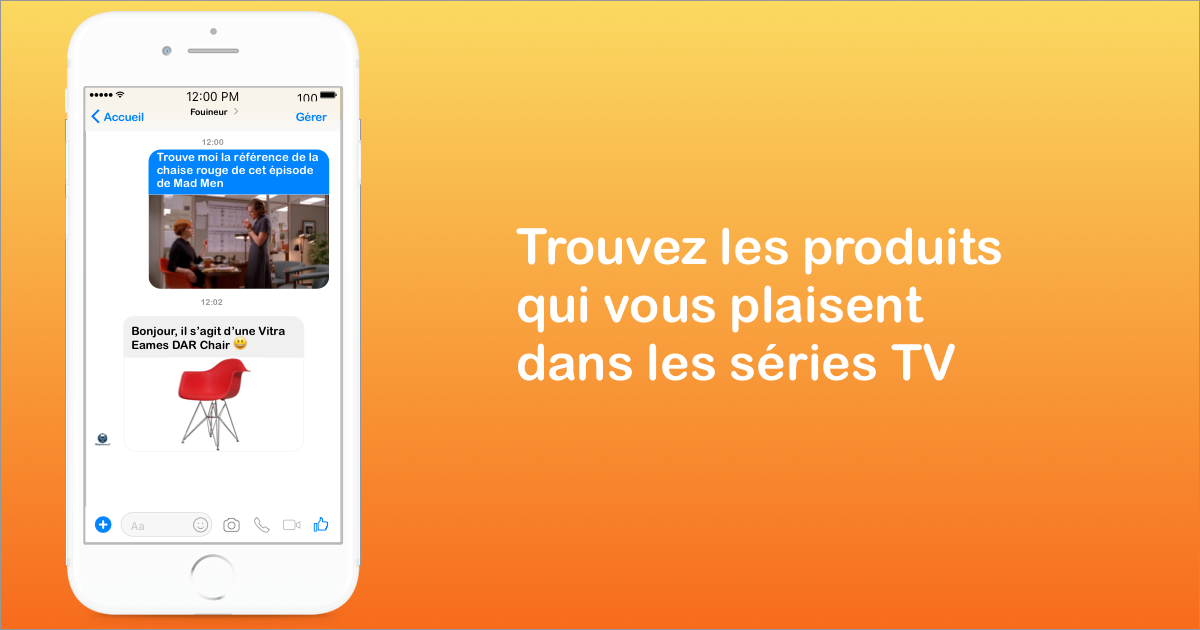 12:00 PM
100
Accueil
Fouineur
Gérer
12:00
Trouve moi la référence de la
chaise rouge de cet épisode
de Mad Men
12:02
Bonjour, il s’agit d’une Vitra
Eames DAR Chair 😃
Aa
Trouvez les produits
qui vous plaisent
dans les séries TV